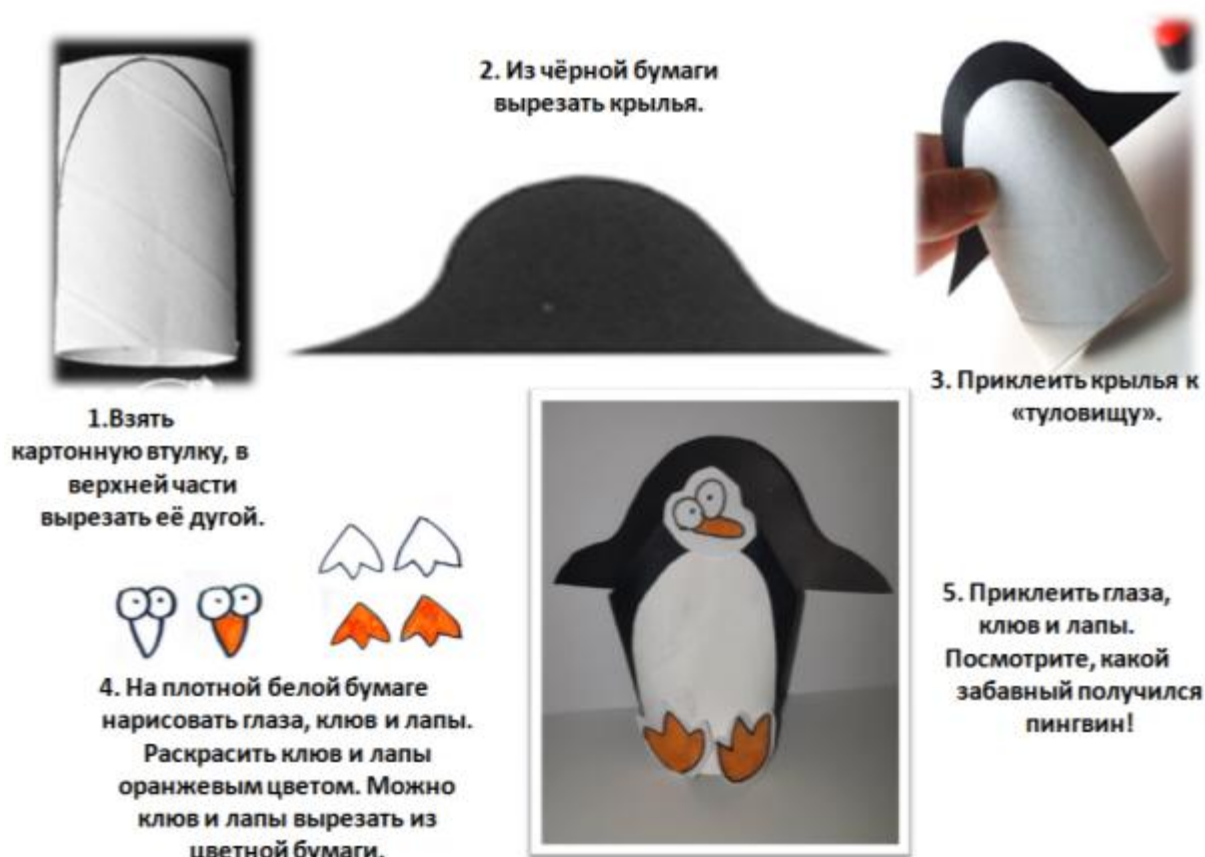 1.Взять
картонную втулку, в
верхней части
вырезать её дугой.
2. Из чёрной бумаги
вырезать крылья.
3. Приклеить крылья к
«туловищу».
4. На плотной белой бумаге
нарисовать глаза, клюв и лапы.
Раскрасить клюв и лапы
оранжевым цветом. Можно
клюв и лапы вырезать из
цветной бумаги.
5. Приклеить глаза,
клюв и лапы.
Посмотрите, какой
забавный получился
пингвин!